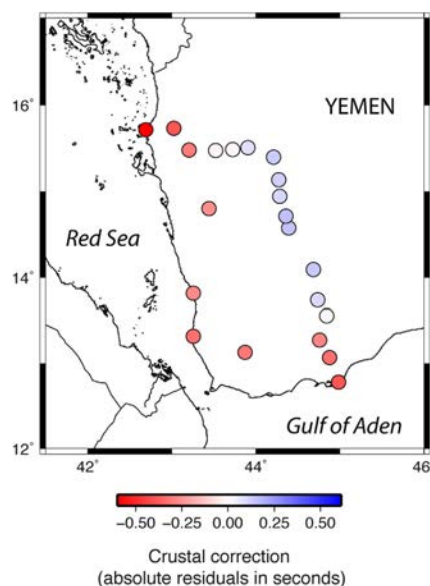 16˚
YEMEN
Red Sea
14˚
Gulf of Aden
12˚
42˚ 44˚ 46˚
−0.50 −0.25 0.00 0.25 0.50
Crustal correction
(absolute residuals in seconds)